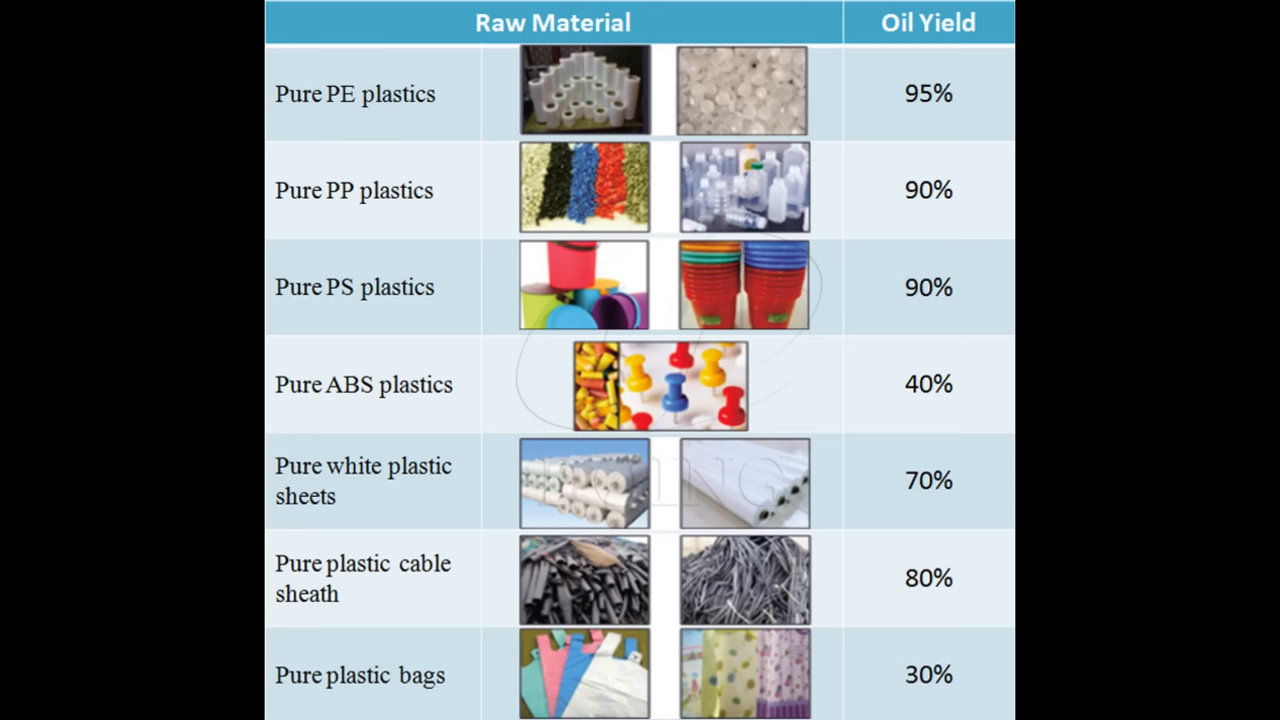 Raw Material Oil Yield
Pure PE plastics 95%
Pure PP plastics 90%
Pure PS plastics 90%
Pure ABS plastics 40%
Pure white plastic
sheets 70%
Pure plastic cable
sheath 80%
Pure plastic bags 30%